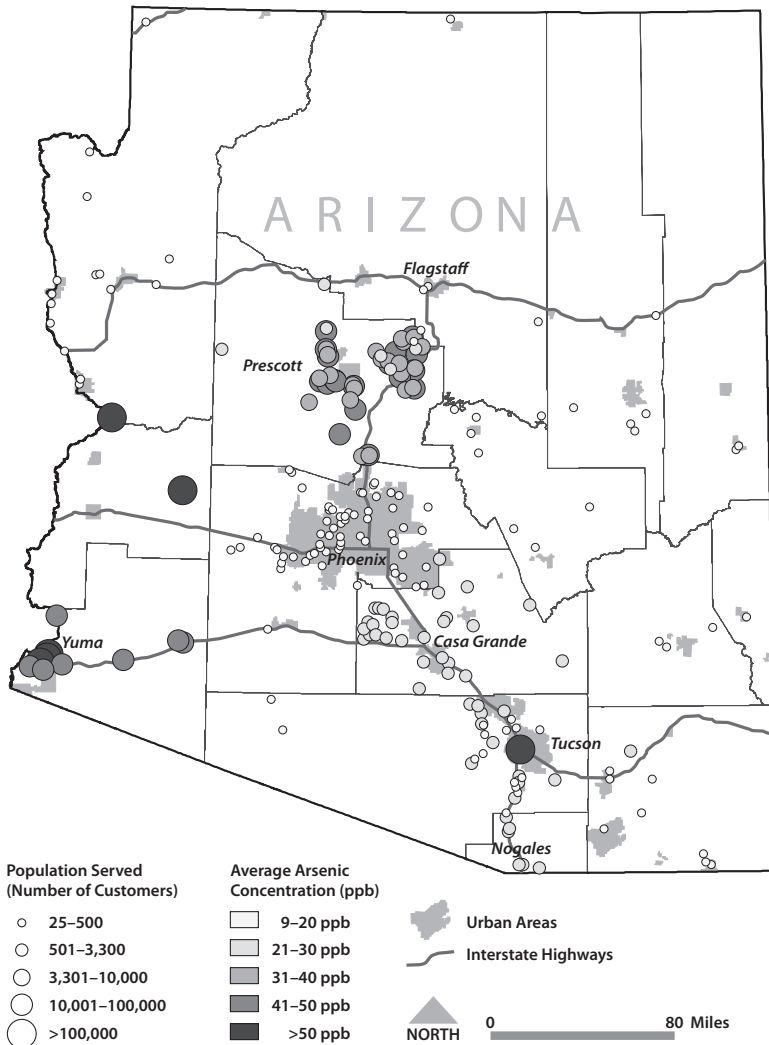 ARIZONA
Flagstaff
Prescott
Phoenix
Yuma
Casa Grande
Tucson
Nogales
Population Served
(Number of Customers)
25–500
501–3,300
3,301–10,000
10,001–100,000
>100,000
Average Arsenic
Concentration (ppb)
9–20 ppb
21–30 ppb
31–40 ppb
41–50 ppb
>50 ppb
Urban Areas
Interstate Highways
NORTH
0 80 Miles